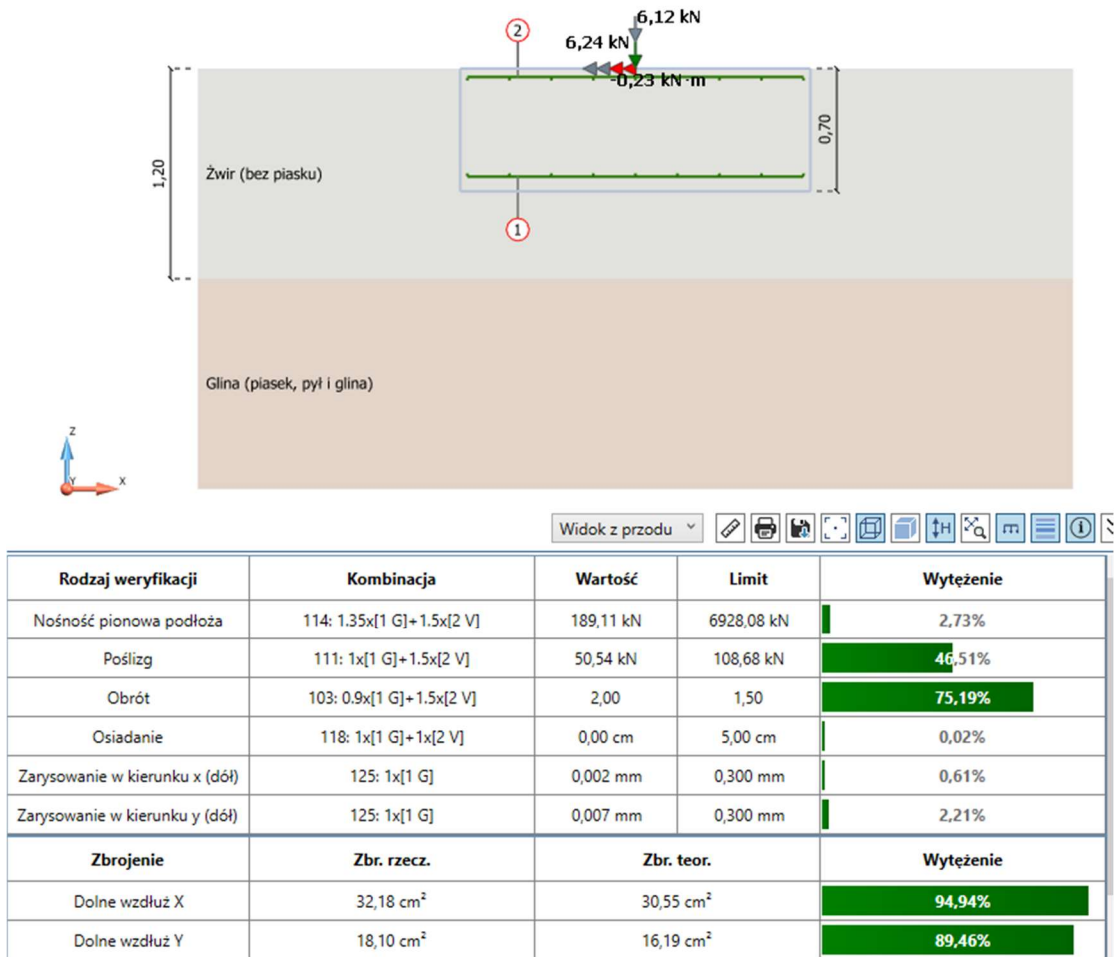 6,12 kN
2
6,24 kN
-0,23 kN·m
0,70
1,20
Żwir (bez piasku)
1
Glina (piasek, pył i glina)
Z
Y
X
Widok z przodu
Rodzaj weryfikacji Kombinacja Wartość Limit Wytężenie
Nośność pionowa podłoża 114: 1.35x[1 G]+1.5x[2 V] 189,11 kN 6928,08 kN 2,73%
Poślizg 111: 1x[1 G]+1.5x[2 V] 50,54 kN 108,68 kN 46,51%
Obrót 103: 0.9x[1 G]+1.5x[2 V] 2,00 1,50 75,19%
Osiadanie 118: 1x[1 G]+1x[2 V] 0,00 cm 5,00 cm 0,02%
Zarysowanie w kierunku x (dół) 125: 1x[1 G] 0,002 mm 0,300 mm 0,61%
Zarysowanie w kierunku y (dół) 125: 1x[1 G] 0,007 mm 0,300 mm 2,21%
Zbrojenie Zbr. rzecz. Zbr. teor. Wytężenie
Dolne wzdłuż X 32,18 cm² 30,55 cm² 94,94%
Dolne wzdłuż Y 18,10 cm² 16,19 cm² 89,46%